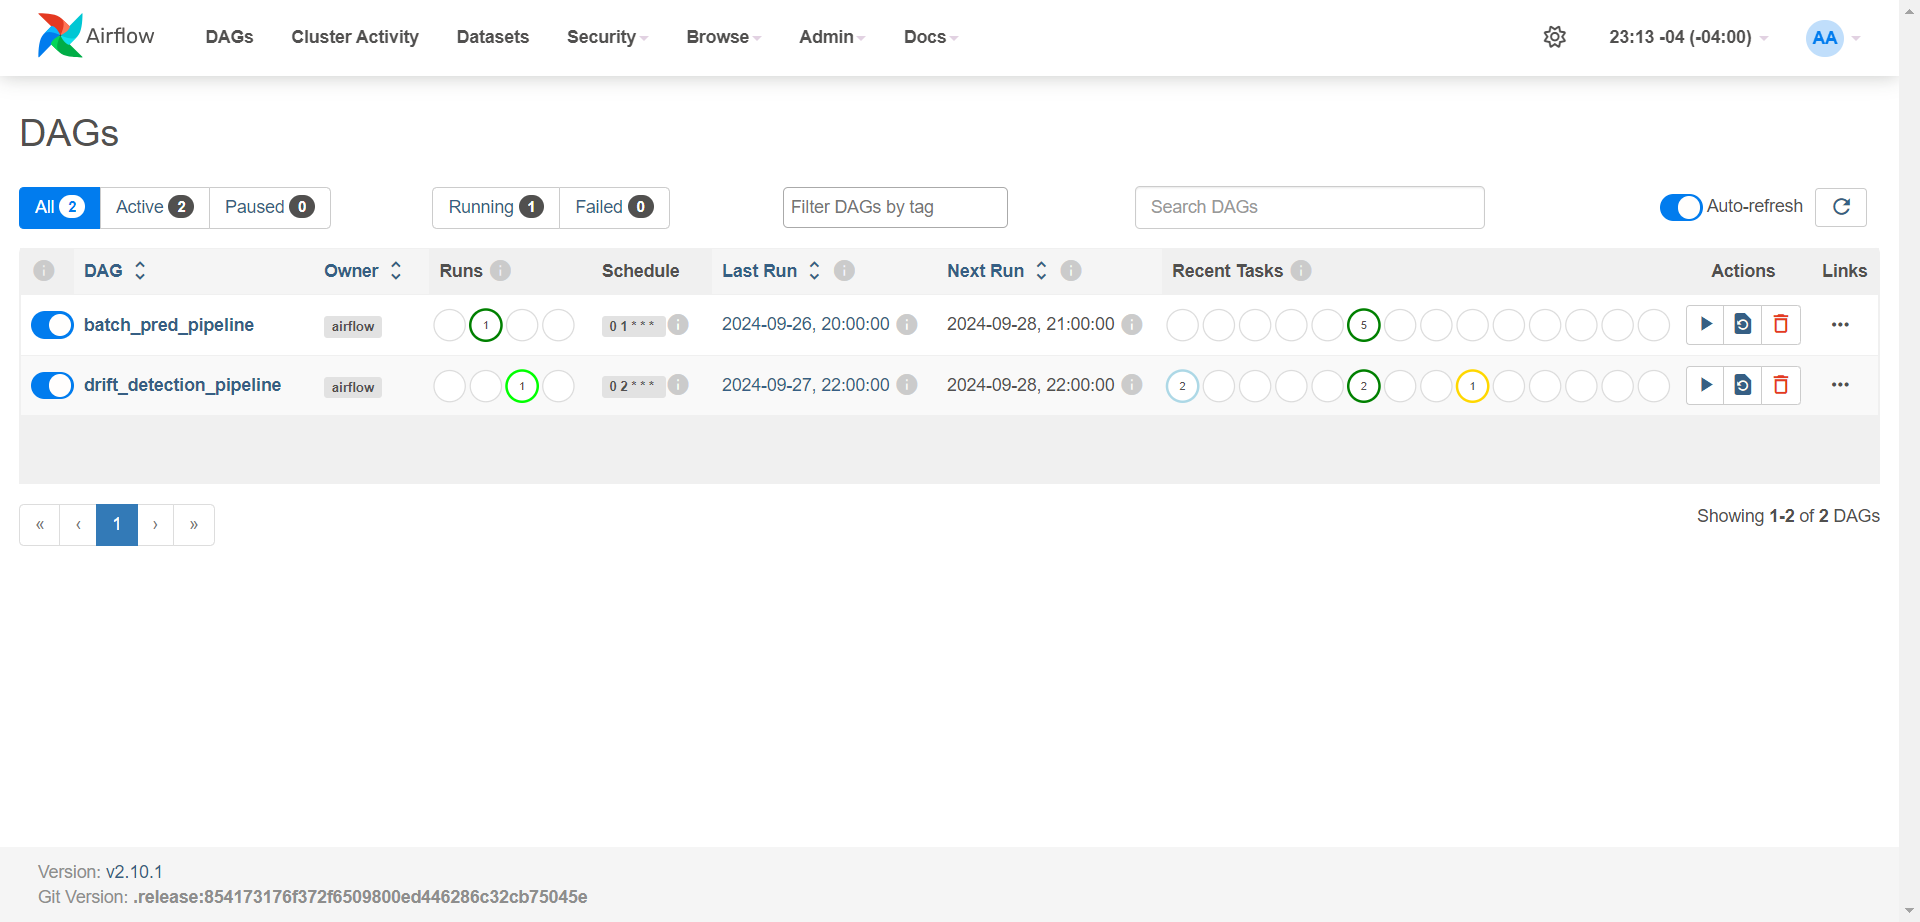 Airflow DAGs Cluster Activity Datasets Security Browse Admin Docs 23:13 -04 (-04:00) AA
DAGs
All 2 Active 2 Paused 0 Running 1 Failed 0 Filter DAGs by tag Search DAGs Auto-refresh
DAG Owner Runs Schedule Last Run Next Run Recent Tasks Actions Links
batch_pred_pipeline airflow 1 0 1 * * * 2024-09-26, 20:00:00 2024-09-28, 21:00:00 5
drift_detection_pipeline airflow 1 0 2 * * * 2024-09-27, 22:00:00 2024-09-28, 22:00:00 2 2 1
« ‹ 1 › » Showing 1-2 of 2 DAGs
Version: v2.10.1
Git Version: .release:854173176f372f6509800ed446286c32cb75045e